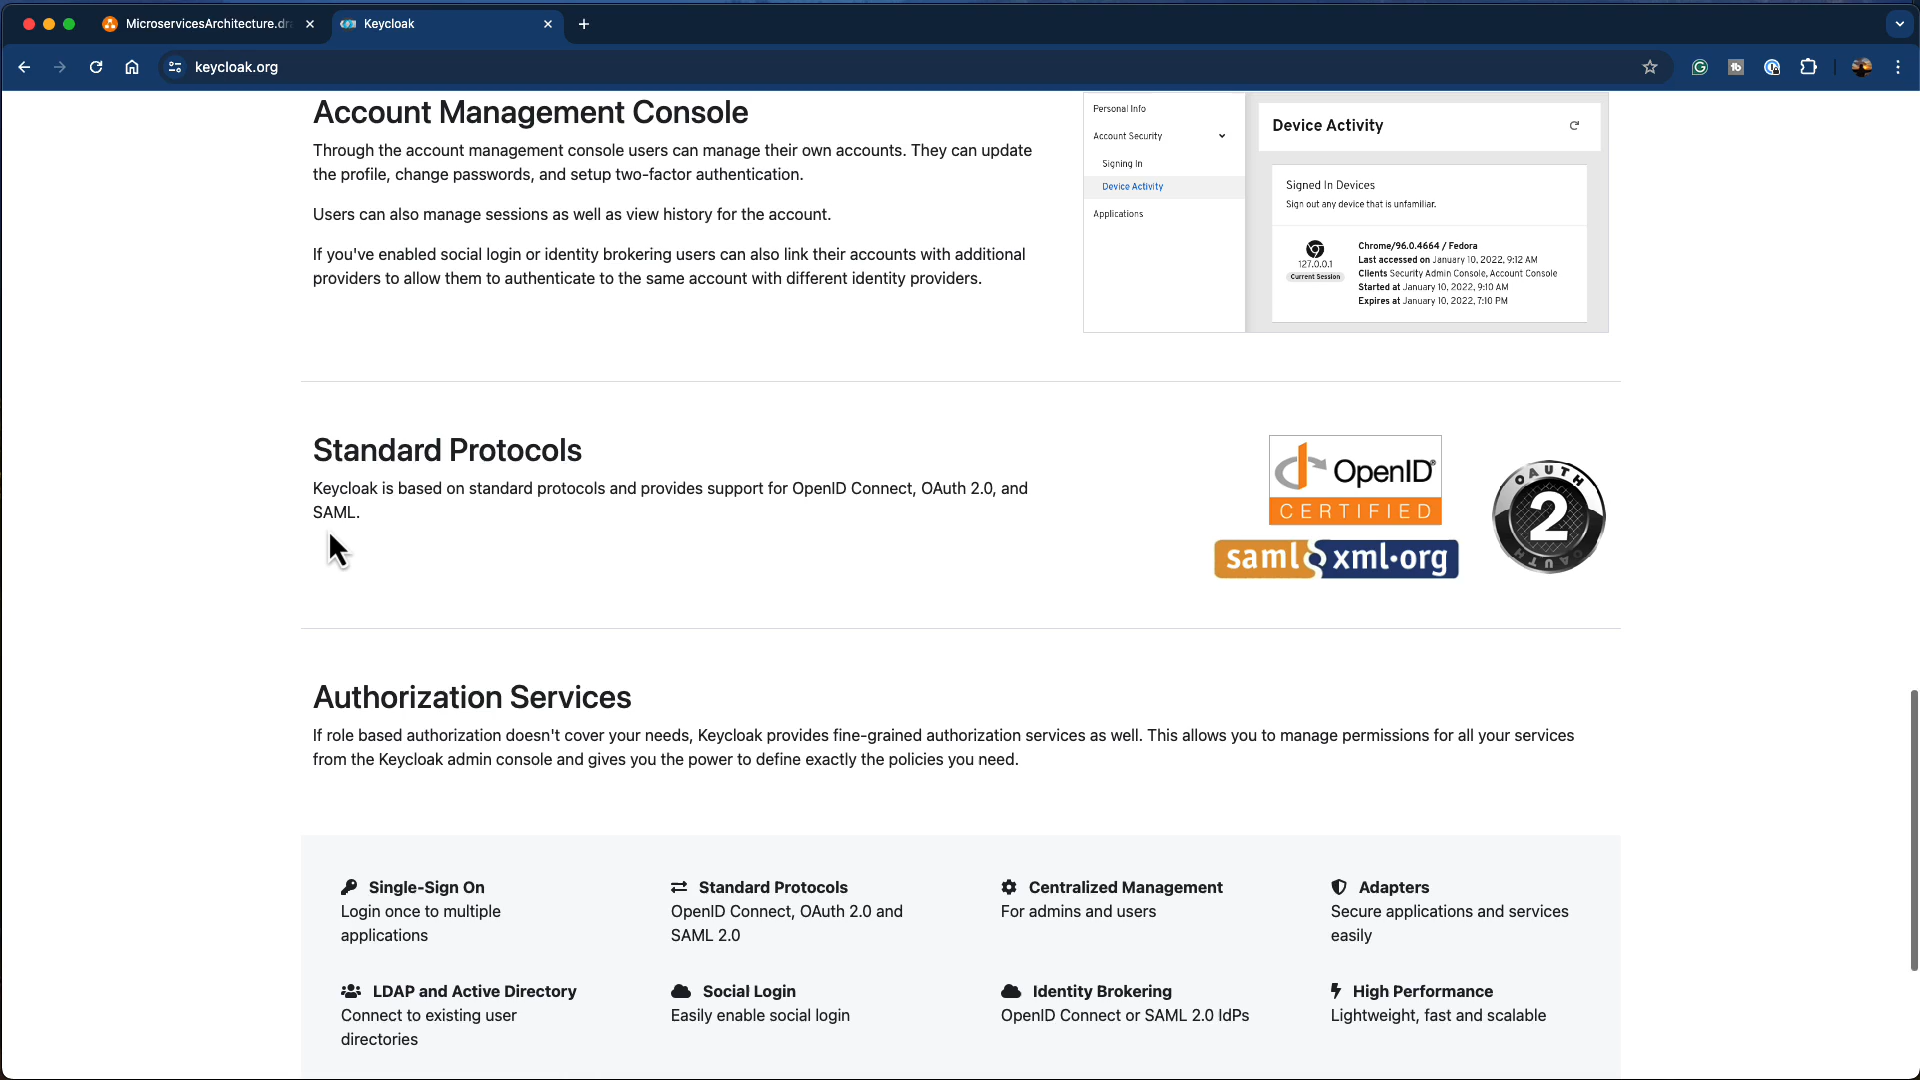 MicroservicesArchitecture.dr
Keycloak
keycloak.org
Account Management Console
Through the account management console users can manage their own accounts. They can update
the profile, change passwords, and setup two-factor authentication.
Users can also manage sessions as well as view history for the account.
If you've enabled social login or identity brokering users can also link their accounts with additional
providers to allow them to authenticate to the same account with different identity providers.
Personal Info
Account Security
Signing In
Device Activity
Applications
Device Activity
Signed In Devices
Sign out any device that is unfamiliar.
127.0.0.1
Current Session
Chrome/96.0.4664 / Fedora
Last accessed on January 10, 2022, 9:12 AM
Clients Security Admin Console, Account Console
Started at January 10, 2022, 9:10 AM
Expires at January 10, 2022, 7:10 PM
Standard Protocols
Keycloak is based on standard protocols and provides support for OpenID Connect, OAuth 2.0, and
SAML.
OpenID®
CERTIFIED
saml xml.org
OAUTH
2
OAUTH
Authorization Services
If role based authorization doesn't cover your needs, Keycloak provides fine-grained authorization services as well. This allows you to manage permissions for all your services
from the Keycloak admin console and gives you the power to define exactly the policies you need.
Single-Sign On
Login once to multiple
applications
Standard Protocols
OpenID Connect, OAuth 2.0 and
SAML 2.0
Centralized Management
For admins and users
Adapters
Secure applications and services
easily
LDAP and Active Directory
Connect to existing user
directories
Social Login
Easily enable social login
Identity Brokering
OpenID Connect or SAML 2.0 IdPs
High Performance
Lightweight, fast and scalable